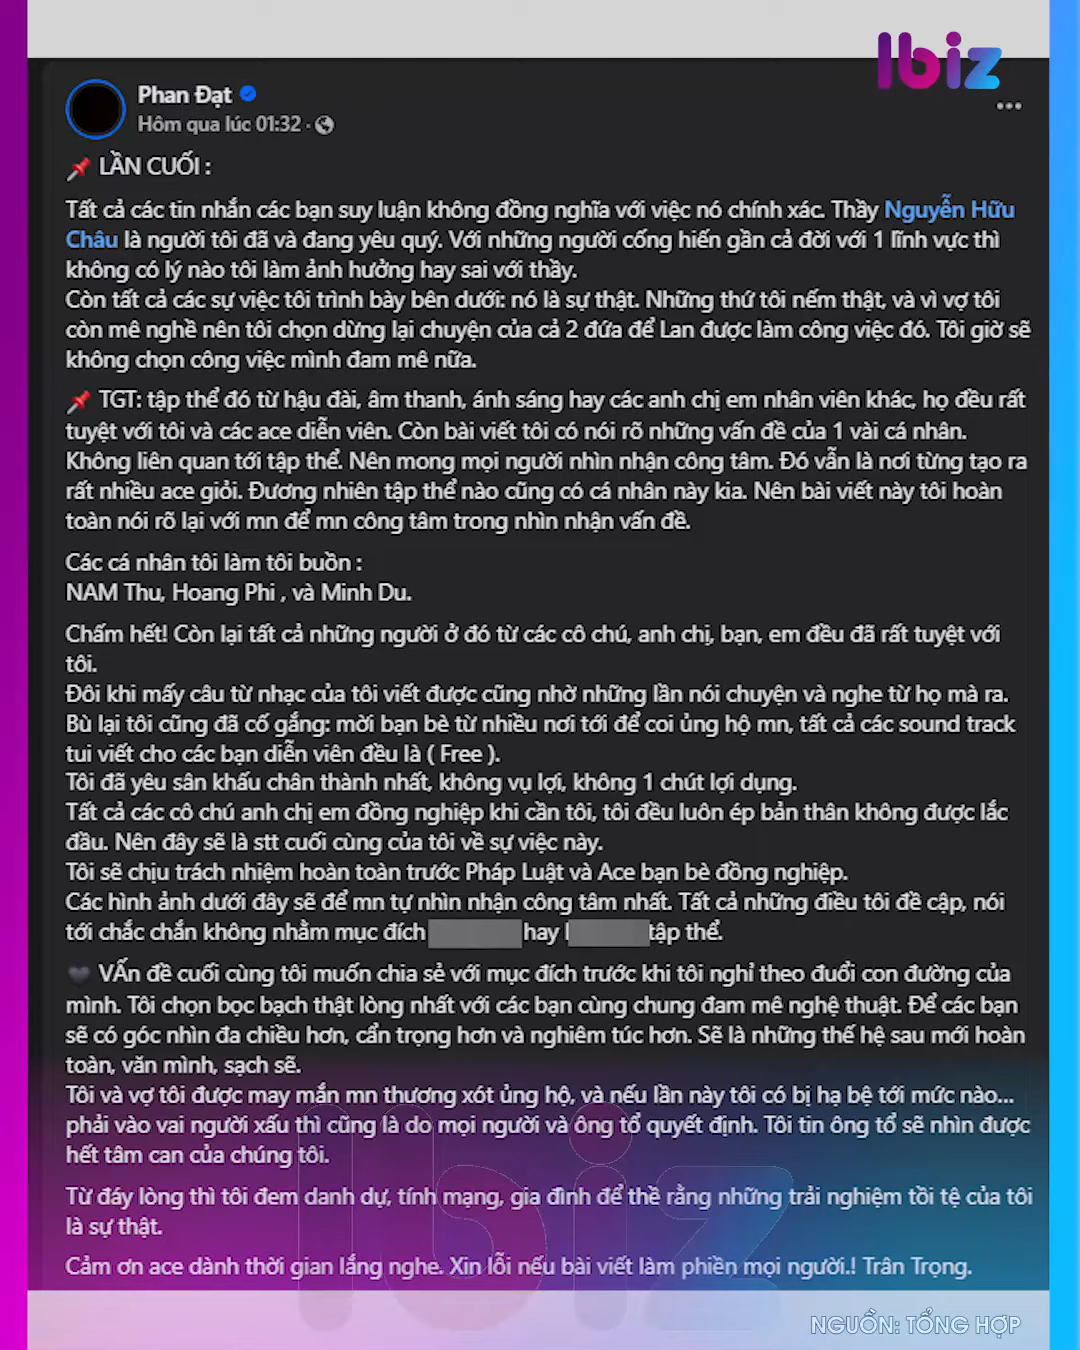 Ibiz
Phan Đạt
Hôm qua lúc 01:32 ·
LẦN CUỐI :
Tất cả các tin nhắn các bạn suy luận không đồng nghĩa với việc nó chính xác. Thầy Nguyễn Hữu
Châu là người tôi đã và đang yêu quý. Với những người cống hiến gần cả đời với 1 lĩnh vực thì
không có lý nào tôi làm ảnh hưởng hay sai với thầy.
Còn tất cả các sự việc tôi trình bày bên dưới: nó là sự thật. Những thứ tôi nếm thật, và vì vợ tôi
còn mê nghề nên tôi chọn dừng lại chuyện của cả 2 đứa để Lan được làm công việc đó. Tôi giờ sẽ
không chọn công việc mình đam mê nữa.
TGT: tập thể đó từ hậu đài, âm thanh, ánh sáng hay các anh chị em nhân viên khác, họ đều rất
tuyệt với tôi và các ace diễn viên. Còn bài viết tôi có nói rõ những vấn đề của 1 vài cá nhân.
Không liên quan tới tập thể. Nên mong mọi người nhìn nhận công tâm. Đó vẫn là nơi từng tạo ra
rất nhiều ace giỏi. Đương nhiên tập thể nào cũng có cá nhân này kia. Nên bài viết này tôi hoàn
toàn nói rõ lại với mn để mn công tâm trong nhìn nhận vấn đề.
Các cá nhân tôi làm tôi buồn :
NAM Thu, Hoang Phi , và Minh Du.
Chấm hết! Còn lại tất cả những người ở đó từ các cô chú, anh chị, bạn, em đều đã rất tuyệt với
tôi.
Đôi khi mấy câu từ nhạc của tôi viết được cũng nhờ những lần nói chuyện và nghe từ họ mà ra.
Bù lại tôi cũng đã cố gắng: mời bạn bè từ nhiều nơi tới để coi ủng hộ mn, tất cả các sound track
tui viết cho các bạn diễn viên đều là ( Free ).
Tôi đã yêu sân khấu chân thành nhất, không vụ lợi, không 1 chút lợi dụng.
Tất cả các cô chú anh chị em đồng nghiệp khi cần tôi, tôi đều luôn ép bản thân không được lắc
đầu. Nên đây sẽ là stt cuối cùng của tôi về sự việc này.
Tôi sẽ chịu trách nhiệm hoàn toàn trước Pháp Luật và Ace bạn bè đồng nghiệp.
Các hình ảnh dưới đây sẽ để mn tự nhìn nhận công tâm nhất. Tất cả những điều tôi đề cập, nói
tới chắc chắn không nhằm mục đích hay tập thể.
VẤn đề cuối cùng tôi muốn chia sẻ với mục đích trước khi tôi nghỉ theo đuổi con đường của
mình. Tôi chọn bọc bạch thật lòng nhất với các bạn cùng chung đam mê nghệ thuật. Để các bạn
sẽ có góc nhìn đa chiều hơn, cẩn trọng hơn và nghiêm túc hơn. Sẽ là những thế hệ sau mới hoàn
toàn, văn mình, sạch sẽ.
Tôi và vợ tôi được may mắn mn thương xót ủng hộ, và nếu lần này tôi có bị hạ bệ tới mức nào...
phải vào vai người xấu thì cũng là do mọi người và ông tổ quyết định. Tôi tin ông tổ sẽ nhìn được
hết tâm can của chúng tôi.
Từ đáy lòng thì tôi đem danh dự, tính mạng, gia đình để thề rằng những trải nghiệm tồi tệ của tôi
là sự thật.
Cảm ơn ace dành thời gian lắng nghe. Xin lỗi nếu bài viết làm phiền mọi người.! Trân Trọng.
Ibiz
NGUỒN: TỔNG HỢP